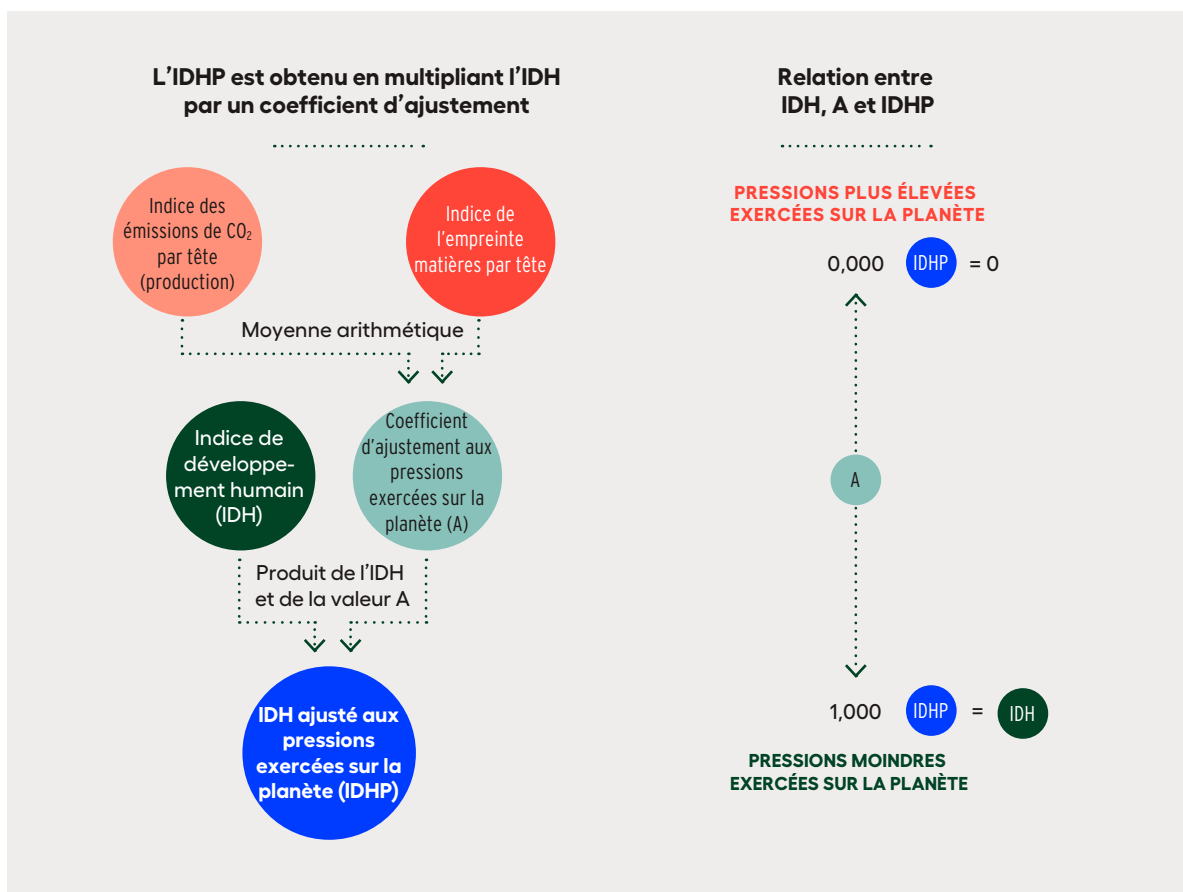 L’IDHP est obtenu en multipliant l’IDH
par un coefficient d’ajustement
Indice des
émissions de CO₂
par tête
(production)
Indice de
l’empreinte
matières par tête
Moyenne arithmétique
Indice de
développe-
ment humain
(IDH)
Coefficient
d’ajustement aux
pressions
exercées sur la
planète (A)
Produit de l’IDH
et de la valeur A
IDH ajusté aux
pressions
exercées sur la
planète (IDHP)
Relation entre
IDH, A et IDHP
PRESSIONS PLUS ÉLEVÉES
EXERCÉES SUR LA PLANÈTE
0,000 IDHP = 0
A
1,000 IDHP = IDH
PRESSIONS MOINDRES
EXERCÉES SUR LA PLANÈTE